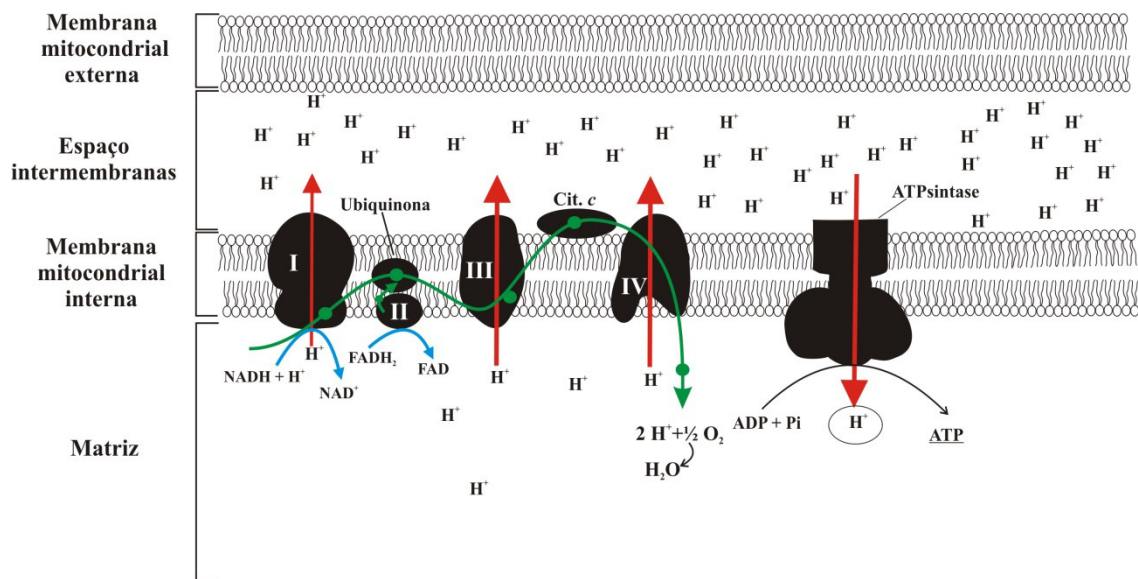 Membrana
mitocondrial
externa
Espaço
intermembranas
Membrana
mitocondrial
interna
Matriz
H⁺
H⁺ H⁺ H⁺ H⁺ H⁺ H⁺ H⁺ H⁺ H⁺ H⁺
H⁺ H⁺ H⁺ H⁺ H⁺ H⁺ H⁺ H⁺ H⁺ H⁺
H⁺ H⁺ H⁺ H⁺ H⁺ H⁺ H⁺ H⁺ H⁺ H⁺
H⁺ H⁺ H⁺ H⁺ H⁺ H⁺
Ubiquinona
Cit. c
ATPsintase
I
II
III
IV
H⁺
NADH + H⁺
NAD⁺
FADH₂
FAD
H⁺
H⁺
H⁺
H⁺
H⁺
2 H⁺+½ O₂
H₂O
ADP + Pi
H⁺
ATP